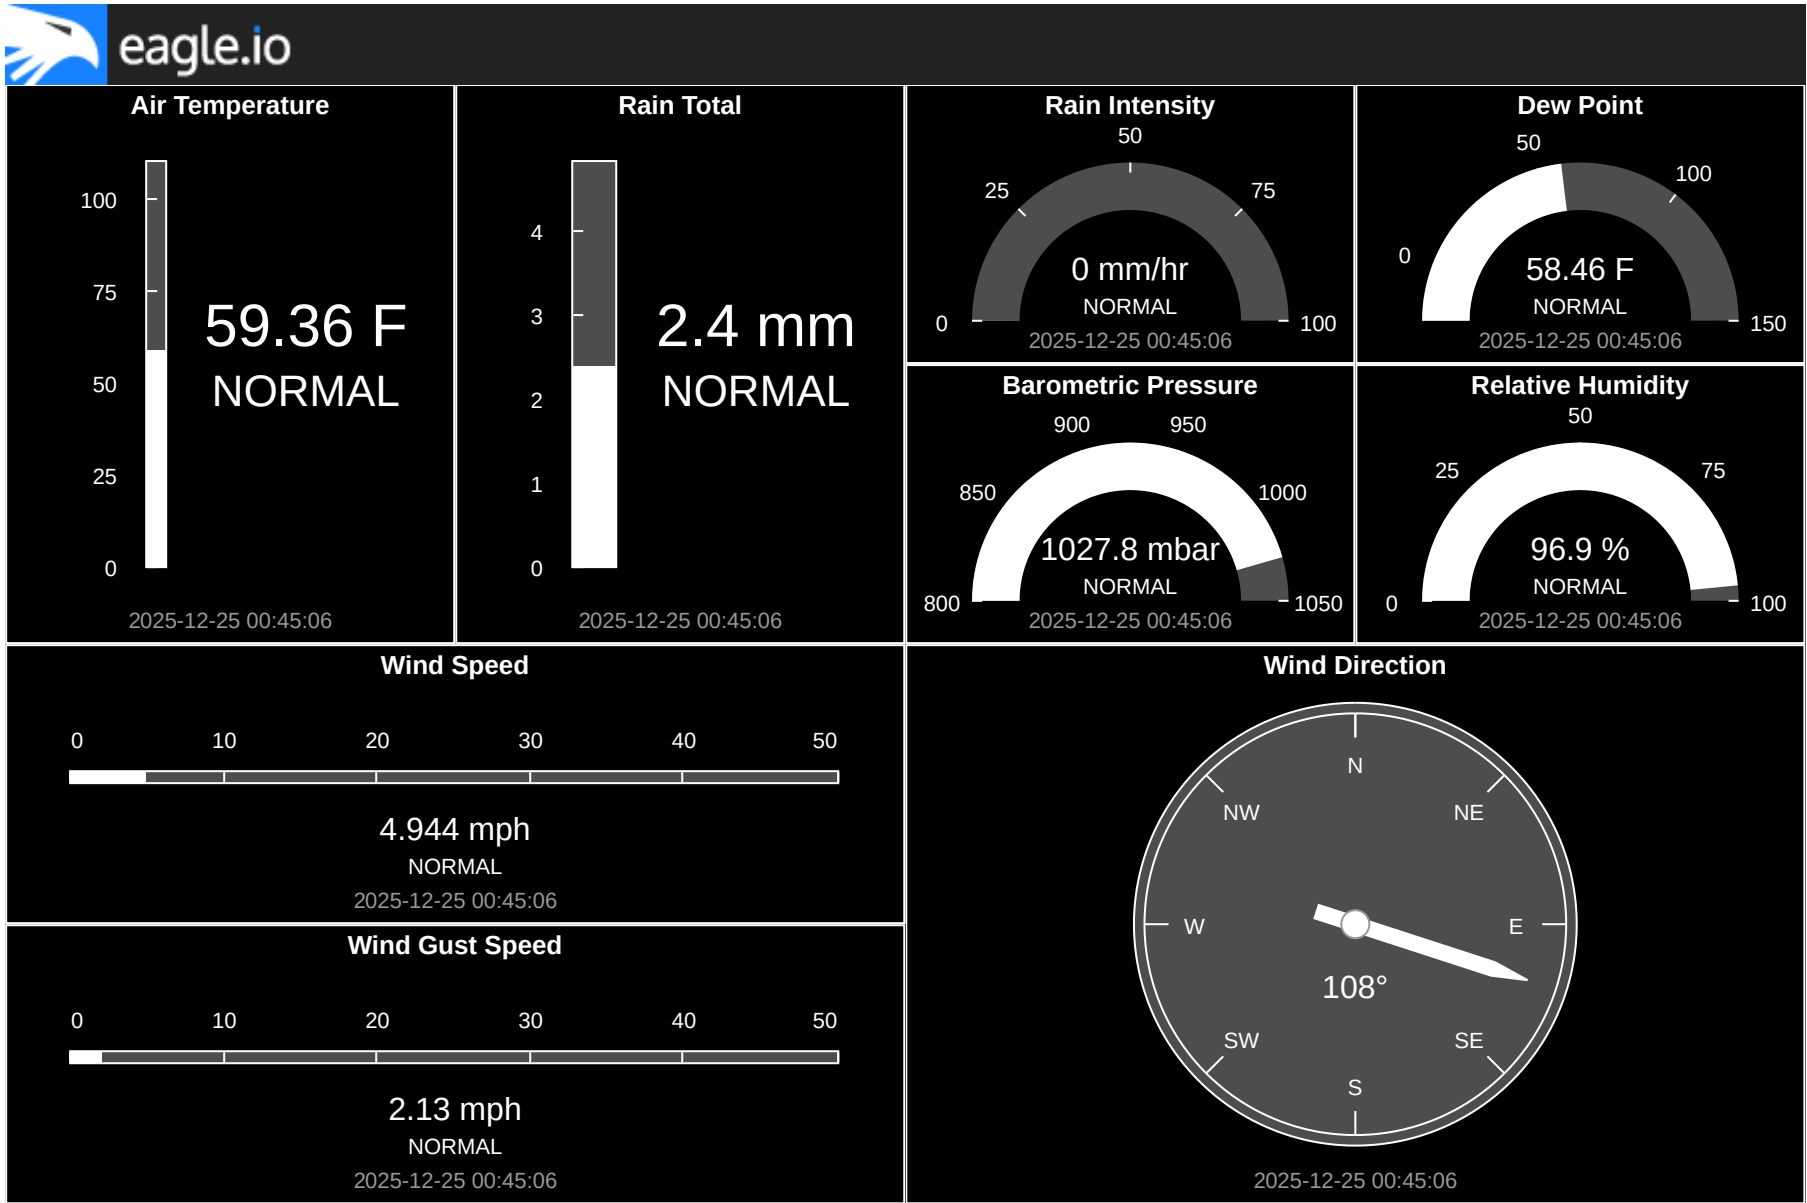 eagle.io
Air Temperature
100
75
50
25
0
59.36 F
NORMAL
2025-12-25 00:45:06
Rain Total
4
3
2
1
0
2.4 mm
NORMAL
2025-12-25 00:45:06
Rain Intensity
0
25
50
75
100
0 mm/hr
NORMAL
2025-12-25 00:45:06
Dew Point
0
50
100
150
58.46 F
NORMAL
2025-12-25 00:45:06
Barometric Pressure
800
850
900
950
1000
1050
1027.8 mbar
NORMAL
2025-12-25 00:45:06
Relative Humidity
0
25
50
75
100
96.9 %
NORMAL
2025-12-25 00:45:06
Wind Speed
0 10 20 30 40 50
4.944 mph
NORMAL
2025-12-25 00:45:06
Wind Gust Speed
0 10 20 30 40 50
2.13 mph
NORMAL
2025-12-25 00:45:06
Wind Direction
N
NW NE
W E
108°
SW SE
S
2025-12-25 00:45:06